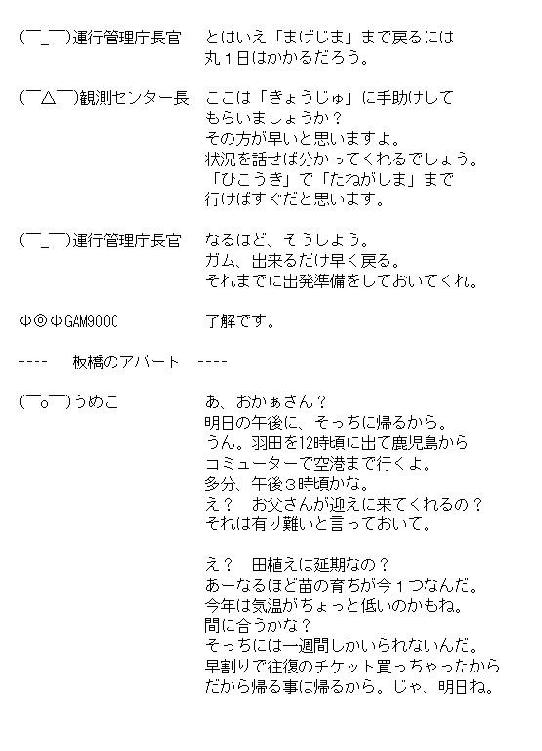 (￣_￣)運行管理庁長官　とはいえ「まげじま」まで戻るには
丸１日はかかるだろう。
(￣△￣)観測センター長　ここは「きょうじゅ」に手助けして
もらいましょうか？
その方が早いと思いますよ。
状況を話せば分かってくれるでしょう。
「ひこうき」で「たねがしま」まで
行けばすぐだと思います。
(￣_￣)運行管理庁長官　なるほど、そうしよう。
ガム、出来るだけ早く戻る。
それまでに出発準備をしておいてくれ。
Ψ◎ΨGAM9000　了解です。
----　板橋のアパート　----
(￣o￣)うめこ　あ、おかぁさん？
明日の午後に、そっちに帰るから。
うん。羽田を12時頃に出て鹿児島から
コミューターで空港まで行くよ。
多分、午後３時頃かな。
え？　お父さんが迎えに来てくれるの？
それは有り難いと言っておいて。
え？　田植えは延期なの？
あーなるほど苗の育ちが今１つなんだ。
今年は気温がちょっと低いのかもね。
間に合うかな？
そっちには一週間しかいられないんだ。
早割りで往復のチケット買っちゃったから
だから帰る事は帰るから。じゃ、明日ね。